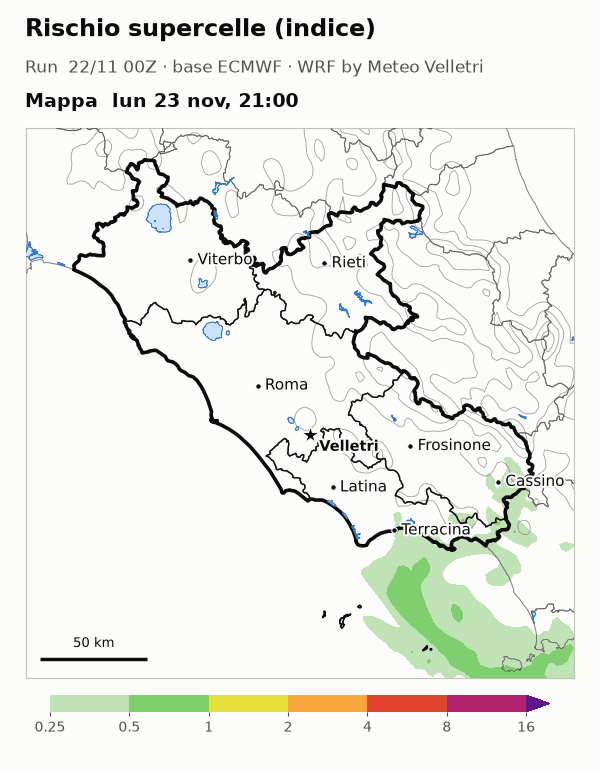 Rischio supercelle (indice)
Run  22/11 00Z · base ECMWF · WRF by Meteo Velletri
Mappa  lun 23 nov, 21:00
Viterbo
Rieti
Roma
Velletri
Frosinone
Cassino
Latina
Terracina
50 km
0.25 0.5 1 2 4 8 16